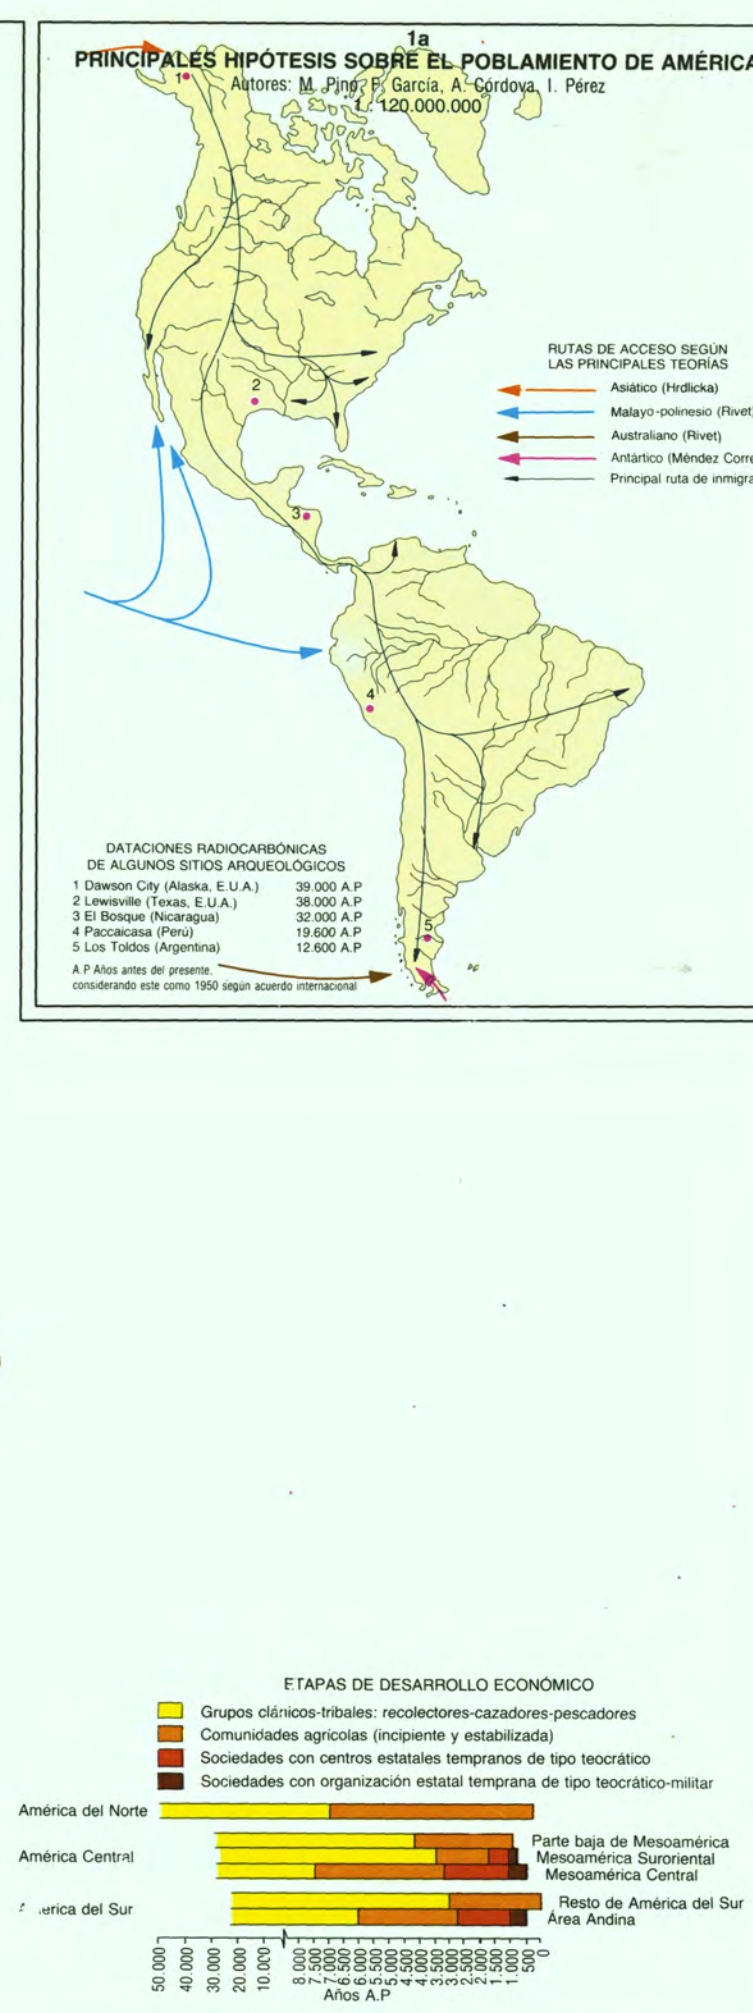 1a
PRINCIPALES HIPÓTESIS SOBRE EL POBLAMIENTO DE AMÉRICA
Autores: M. Pino, P. García, A. Córdova, I. Pérez
1 : 120.000.000
1
2
3
4
5
RUTAS DE ACCESO SEGÚN
LAS PRINCIPALES TEORÍAS
Asiático (Hrdlicka)
Malayo-polinesio (Rivet)
Australiano (Rivet)
Antártico (Méndez Corre
Principal ruta de inmigra
DATACIONES RADIOCARBÓNICAS
DE ALGUNOS SITIOS ARQUEOLÓGICOS
1 Dawson City (Alaska, E.U.A.) 39.000 A.P
2 Lewisville (Texas, E.U.A.) 38.000 A.P
3 El Bosque (Nicaragua) 32.000 A.P
4 Paccaicasa (Perú) 19.600 A.P
5 Los Toldos (Argentina) 12.600 A.P
A.P Años antes del presente,
considerando este como 1950 según acuerdo internacional
ETAPAS DE DESARROLLO ECONÓMICO
Grupos clánicos-tribales: recolectores-cazadores-pescadores
Comunidades agrícolas (incipiente y estabilizada)
Sociedades con centros estatales tempranos de tipo teocrático
Sociedades con organización estatal temprana de tipo teocrático-militar
América del Norte
América Central
Parte baja de Mesoamérica
Mesoamérica Suroriental
Mesoamérica Central
erica del Sur
Resto de América del Sur
Área Andina
50.000 40.000 30.000 20.000 10.000 8.000 7.000 6.500 6.000 5.500 5.000 4.500 4.000 3.500 3.000 2.500 2.000 1.500 1.000 500 0
Años A.P